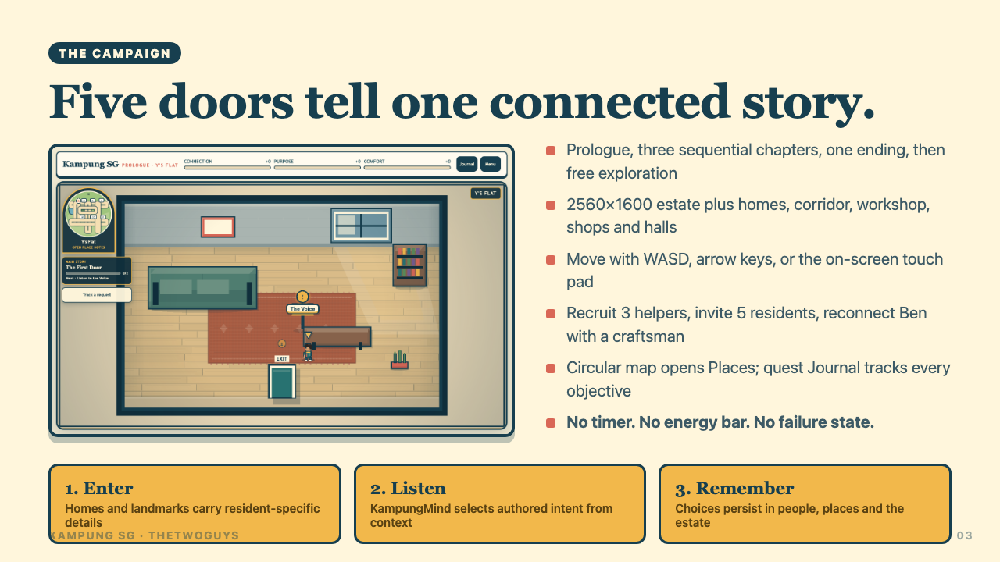 THE CAMPAIGN
Five doors tell one connected story.
Kampung SG PROLOGUE · Y'S FLAT
CONNECTION +0 PURPOSE +0 COMFORT +0
Journal Menu
Y'S FLAT
Y's Flat
OPEN PLACE NOTES
MAIN STORY
The First Door
0/1
Next · Listen to the Voice
Track a request
The Voice
EXIT
Prologue, three sequential chapters, one ending, then
free exploration
2560×1600 estate plus homes, corridor, workshop,
shops and halls
Move with WASD, arrow keys, or the on-screen touch
pad
Recruit 3 helpers, invite 5 residents, reconnect Ben
with a craftsman
Circular map opens Places; quest Journal tracks every
objective
No timer. No energy bar. No failure state.
1. Enter
Homes and landmarks carry resident-specific
details
2. Listen
KampungMind selects authored intent from
context
3. Remember
Choices persist in people, places and the
estate
KAMPUNG SG · THETWOGUYS
03